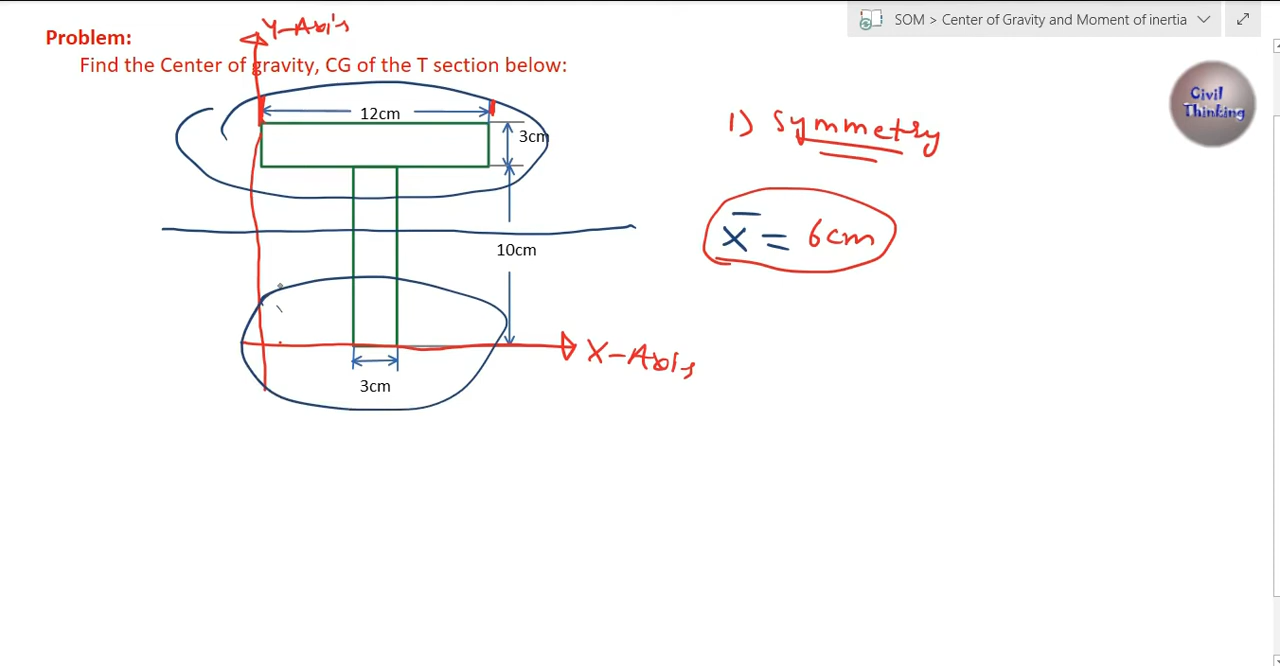 SOM > Center of Gravity and Moment of inertia
Y-Axis
Problem:
Find the Center of gravity, CG of the T section below:
Civil
Thinking
12cm
3cm
1) Symmetry
x̄ = 6cm
10cm
X-Axis
3cm